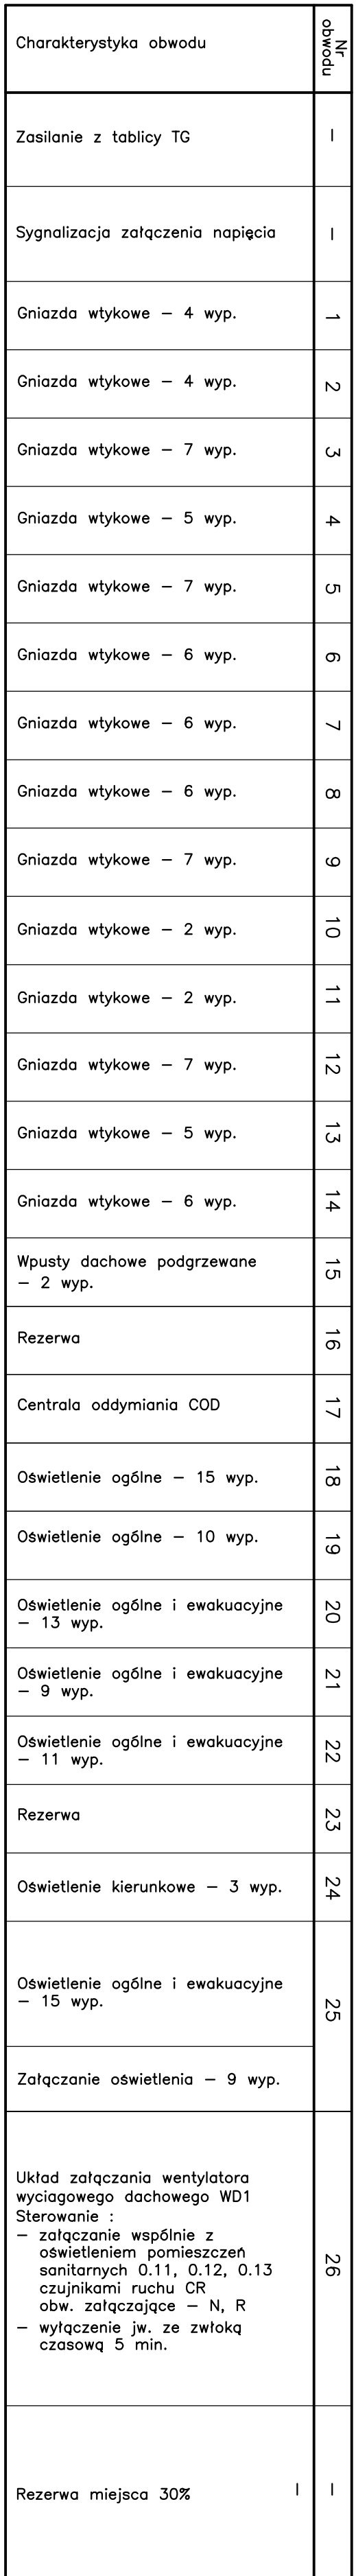 Charakterystyka obwodu
Nr
obwodu
Zasilanie z tablicy TG
–
Sygnalizacja załączenia napięcia
–
Gniazda wtykowe – 4 wyp.
1
Gniazda wtykowe – 4 wyp.
2
Gniazda wtykowe – 7 wyp.
3
Gniazda wtykowe – 5 wyp.
4
Gniazda wtykowe – 7 wyp.
5
Gniazda wtykowe – 6 wyp.
6
Gniazda wtykowe – 6 wyp.
7
Gniazda wtykowe – 6 wyp.
8
Gniazda wtykowe – 7 wyp.
9
Gniazda wtykowe – 2 wyp.
10
Gniazda wtykowe – 2 wyp.
11
Gniazda wtykowe – 7 wyp.
12
Gniazda wtykowe – 5 wyp.
13
Gniazda wtykowe – 6 wyp.
14
Wpusty dachowe podgrzewane
– 2 wyp.
15
Rezerwa
16
Centrala oddymiania COD
17
Oświetlenie ogólne – 15 wyp.
18
Oświetlenie ogólne – 10 wyp.
19
Oświetlenie ogólne i ewakuacyjne
– 13 wyp.
20
Oświetlenie ogólne i ewakuacyjne
– 9 wyp.
21
Oświetlenie ogólne i ewakuacyjne
– 11 wyp.
22
Rezerwa
23
Oświetlenie kierunkowe – 3 wyp.
24
Oświetlenie ogólne i ewakuacyjne
– 15 wyp.
25
Załączanie oświetlenia – 9 wyp.
Układ załączania wentylatora
wyciagowego dachowego WD1
Sterowanie :
– załączanie wspólnie z
oświetleniem pomieszczeń
sanitarnych 0.11, 0.12, 0.13
czujnikami ruchu CR
obw. załączające – N, R
– wyłączenie jw. ze zwłoką
czasową 5 min.
26
Rezerwa miejsca 30%
–
–